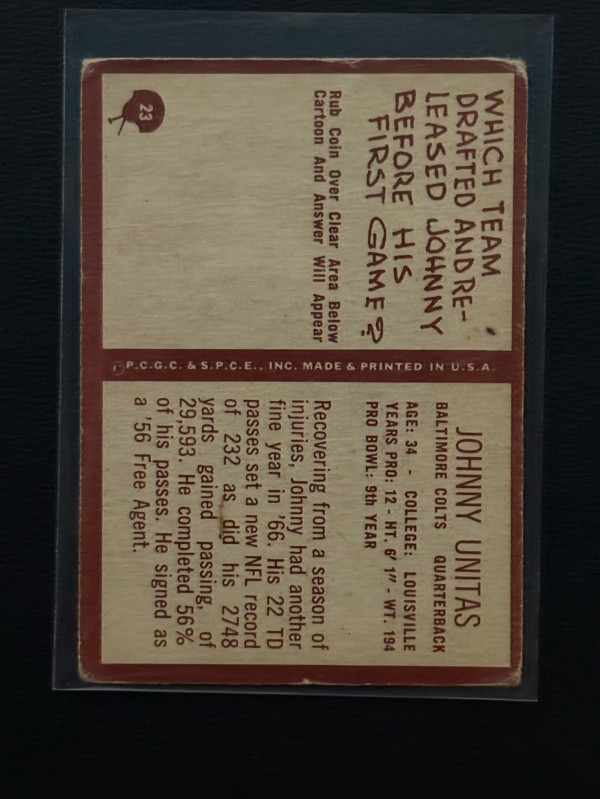 23
WHICH TEAM
DRAFTED AND RE-
LEASED JOHNNY
BEFORE HIS
FIRST GAME?
Rub Coin Over Clear Area Below
Cartoon And Answer Will Appear
©P.C.G.C. & S.P.C.E., INC. MADE & PRINTED IN U.S.A.
JOHNNY UNITAS
BALTIMORE COLTS QUARTERBACK
AGE: 34 - COLLEGE: LOUISVILLE
YEARS PRO: 12 - HT. 6' 1" - WT. 194
PRO BOWL: 9th YEAR
Recovering from a season of
injuries, Johnny had another
fine year in '66. His 22 TD
passes set a new NFL record
of 232 as did his 2748
yards gained passing, of
29,593. He completed 56%
of his passes. He signed as
a '56 Free Agent.